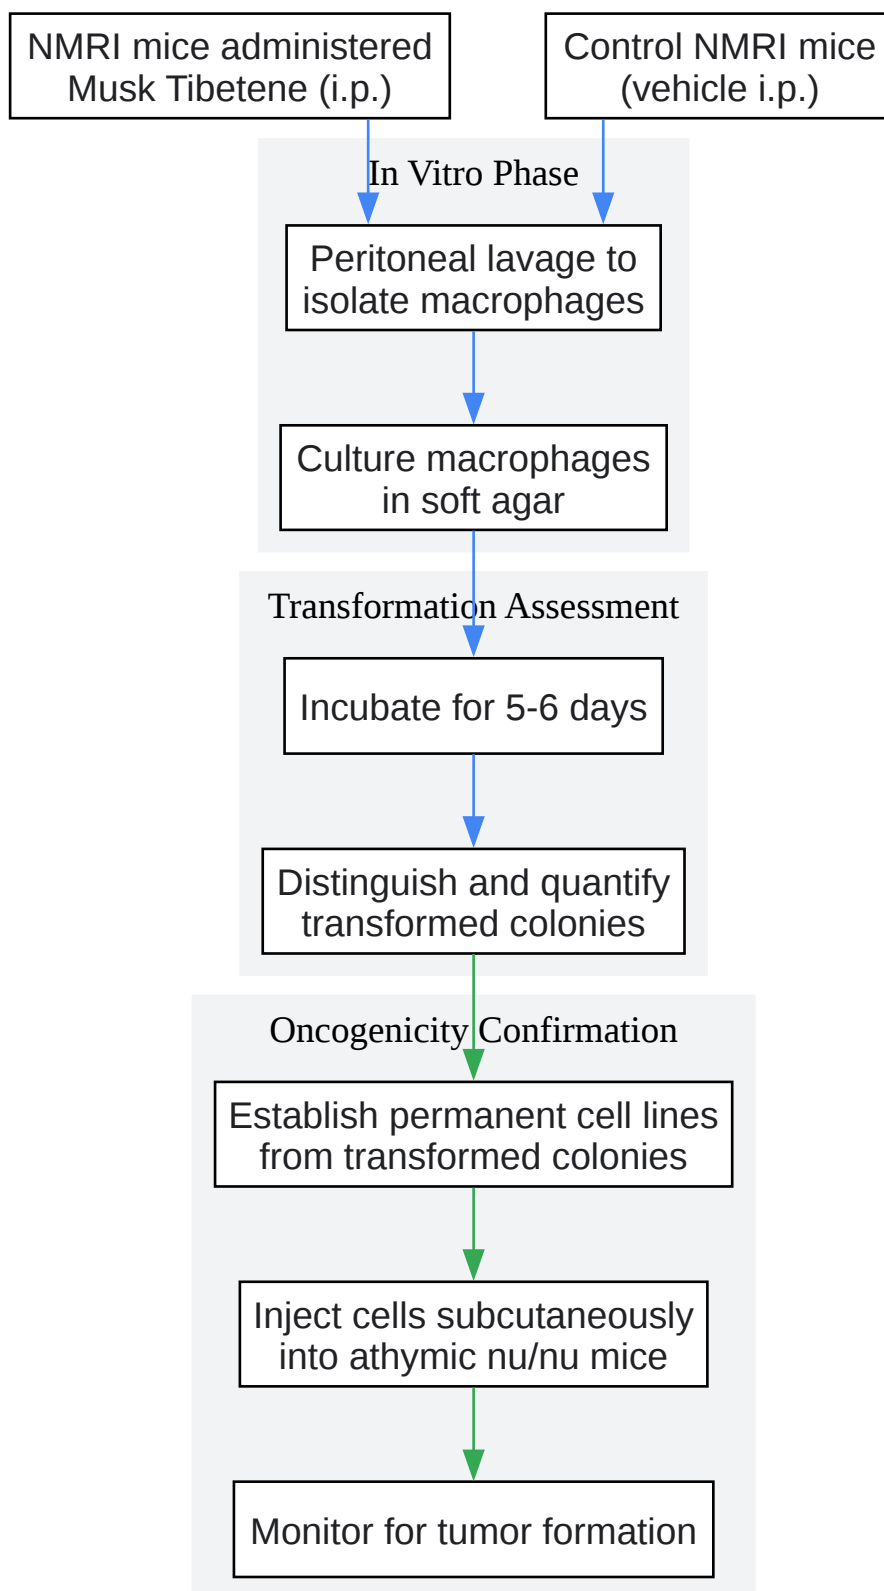 NMRI mice administered
Musk Tibetene (i.p.)
Control NMRI mice
(vehicle i.p.)
In Vitro Phase
Peritoneal lavage to
isolate macrophages
Culture macrophages
in soft agar
Transformation Assessment
Incubate for 5-6 days
Distinguish and quantify
transformed colonies
Oncogenicity Confirmation
Establish permanent cell lines
from transformed colonies
Inject cells subcutaneously
into athymic nu/nu mice
Monitor for tumor formation